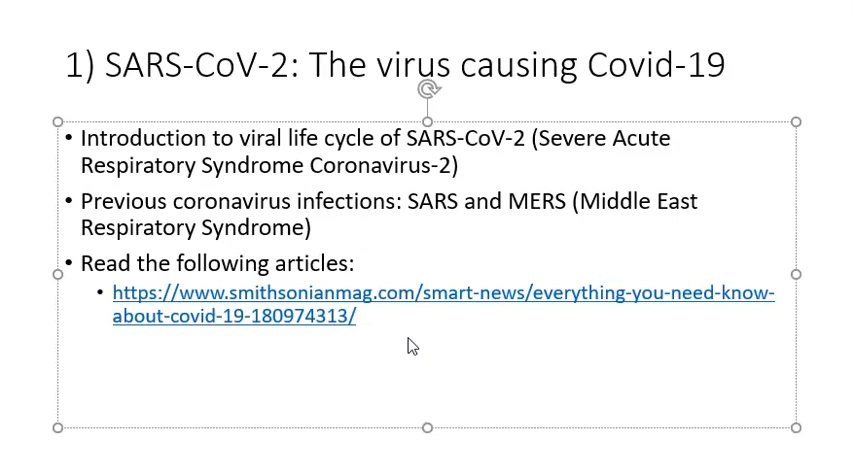 1) SARS-CoV-2: The virus causing Covid-19
• Introduction to viral life cycle of SARS-CoV-2 (Severe Acute
Respiratory Syndrome Coronavirus-2)
• Previous coronavirus infections: SARS and MERS (Middle East
Respiratory Syndrome)
• Read the following articles:
• https://www.smithsonianmag.com/smart-news/everything-you-need-know-
about-covid-19-180974313/